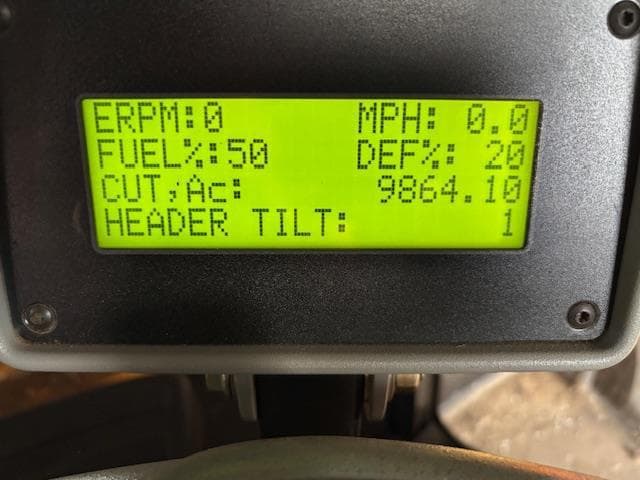 ERPM:0 MPH: 0.0
FUEL%:50 DEF%: 20
CUT,Ac: 9864.10
HEADER TILT: 1